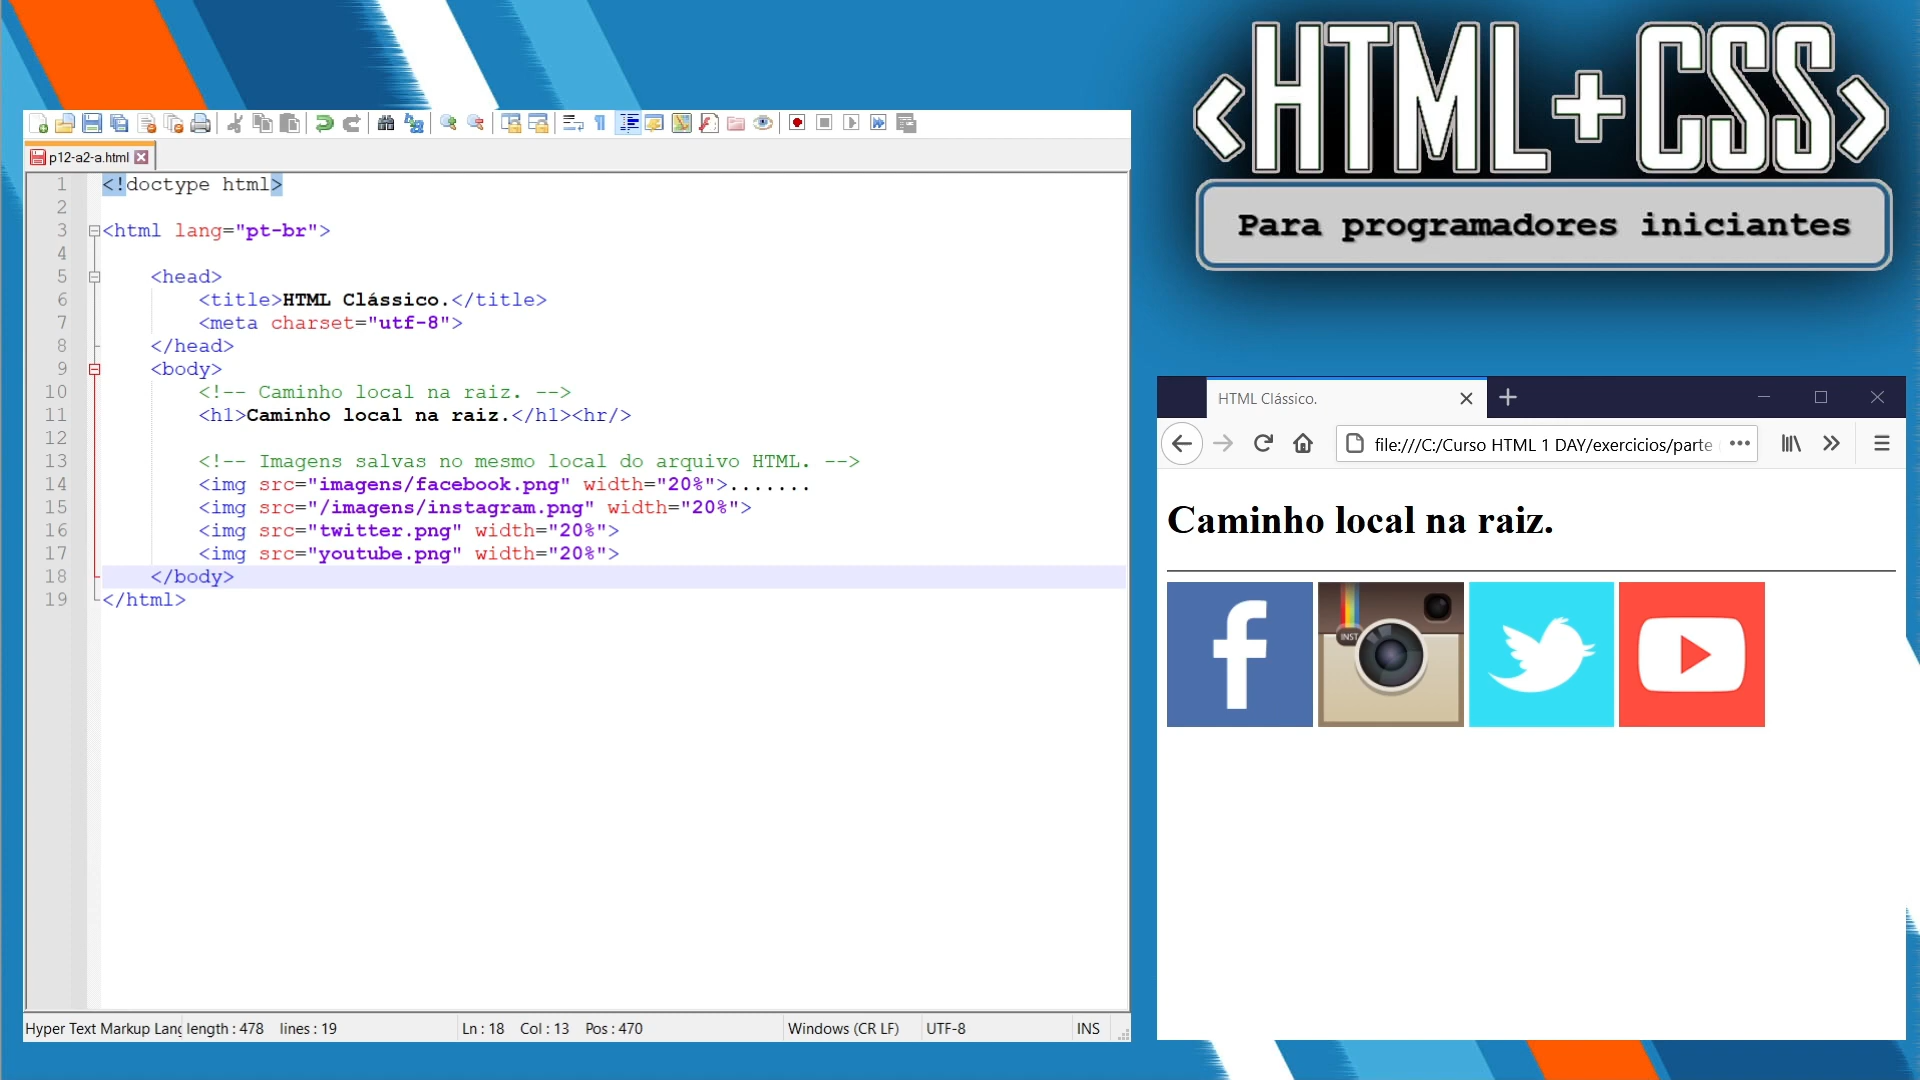 <HTML+CSS>
Para programadores iniciantes
p12-a2-a.html
1 <!doctype html>
2
3 <html lang="pt-br">
4
5 <head>
6 <title>HTML Clássico.</title>
7 <meta charset="utf-8">
8 </head>
9 <body>
10 <!-- Caminho local na raiz. -->
11 <h1>Caminho local na raiz.</h1><hr/>
12
13 <!-- Imagens salvas no mesmo local do arquivo HTML. -->
14 <img src="imagens/facebook.png" width="20%">.......
15 <img src="/imagens/instagram.png" width="20%">
16 <img src="twitter.png" width="20%">
17 <img src="youtube.png" width="20%">
18 </body>
19 </html>
Hyper Text Markup Lang length : 478 lines : 19 Ln : 18 Col : 13 Pos : 470 Windows (CR LF) UTF-8 INS
HTML Clássico.
file:///C:/Curso HTML 1 DAY/exercicios/parte
Caminho local na raiz.
INST